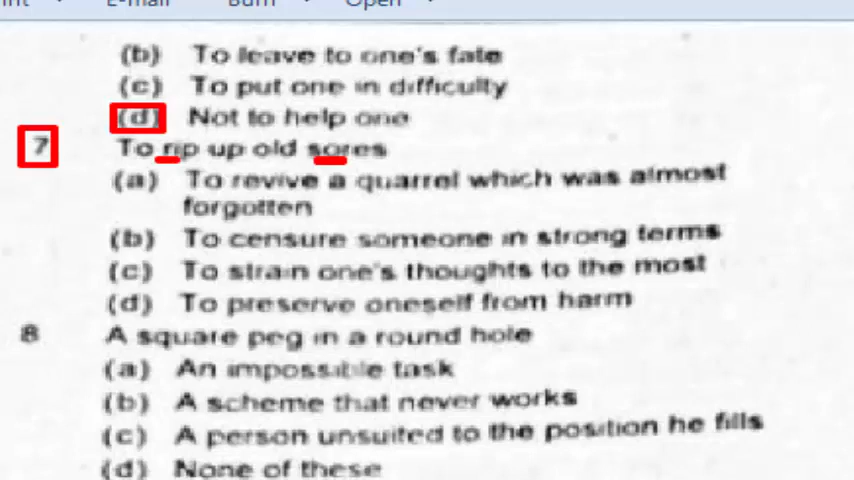 E-mail Burn Open
(b) To leave to one's fate
(c) To put one in difficulty
(d) Not to help one
7 To rip up old sores
(a) To revive a quarrel which was almost
forgotten
(b) To censure someone in strong terms
(c) To strain one's thoughts to the most
(d) To preserve oneself from harm
8 A square peg in a round hole
(a) An impossible task
(b) A scheme that never works
(c) A person unsuited to the position he fills
(d) None of these